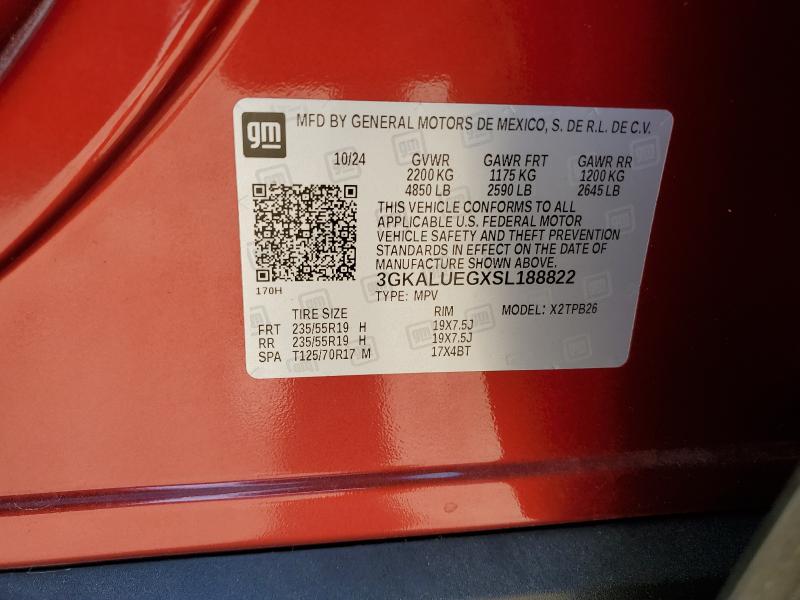 gm MFD BY GENERAL MOTORS DE MEXICO, S. DE R.L. DE C.V.
10/24 GVWR GAWR FRT GAWR RR
2200 KG 1175 KG 1200 KG
4850 LB 2590 LB 2645 LB
THIS VEHICLE CONFORMS TO ALL
APPLICABLE U.S. FEDERAL MOTOR
VEHICLE SAFETY AND THEFT PREVENTION
STANDARDS IN EFFECT ON THE DATE OF
MANUFACTURE SHOWN ABOVE.
3GKALUEGXSL188822
170H TYPE: MPV
TIRE SIZE RIM MODEL: X2TPB26
FRT 235/55R19 H 19X7.5J
RR 235/55R19 H 19X7.5J
SPA T125/70R17 M 17X4BT